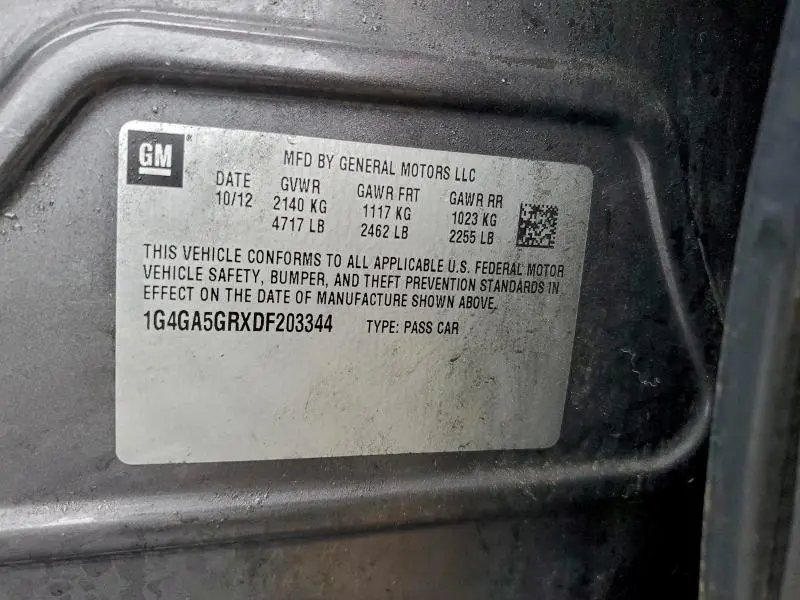 GM®
MFD BY GENERAL MOTORS LLC
DATE GVWR GAWR FRT GAWR RR
10/12 2140 KG 1117 KG 1023 KG
4717 LB 2462 LB 2255 LB
THIS VEHICLE CONFORMS TO ALL APPLICABLE U.S. FEDERAL MOTOR
VEHICLE SAFETY, BUMPER, AND THEFT PREVENTION STANDARDS IN
EFFECT ON THE DATE OF MANUFACTURE SHOWN ABOVE.
1G4GA5GRXDF203344 TYPE: PASS CAR